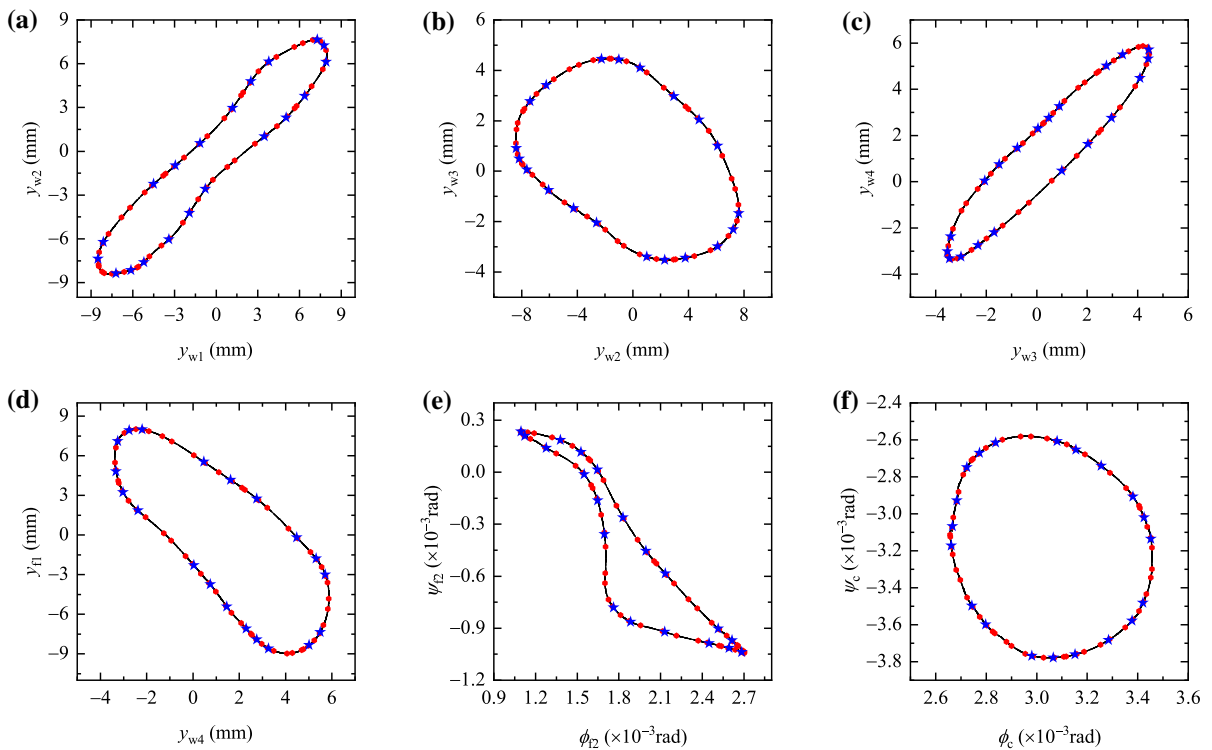 (a)
9
6
3
0
−3
−6
−9
y_w2 (mm)
−9 −6 −3 0 3 6 9
y_w1 (mm)
(b)
6
4
2
0
−2
−4
y_w3 (mm)
−8 −4 0 4 8
y_w2 (mm)
(c)
6
4
2
0
−2
−4
y_w4 (mm)
−4 −2 0 2 4 6
y_w3 (mm)
(d)
9
6
3
0
−3
−6
−9
y_f1 (mm)
−4 −2 0 2 4 6
y_w4 (mm)
(e)
0.3
0.0
−0.3
−0.6
−0.9
−1.2
ψ_f2 (×10⁻³rad)
0.9 1.2 1.5 1.8 2.1 2.4 2.7
ϕ_f2 (×10⁻³rad)
(f)
−2.4
−2.6
−2.8
−3.0
−3.2
−3.4
−3.6
−3.8
ψ_c (×10⁻³rad)
2.6 2.8 3.0 3.2 3.4 3.6
ϕ_c (×10⁻³rad)